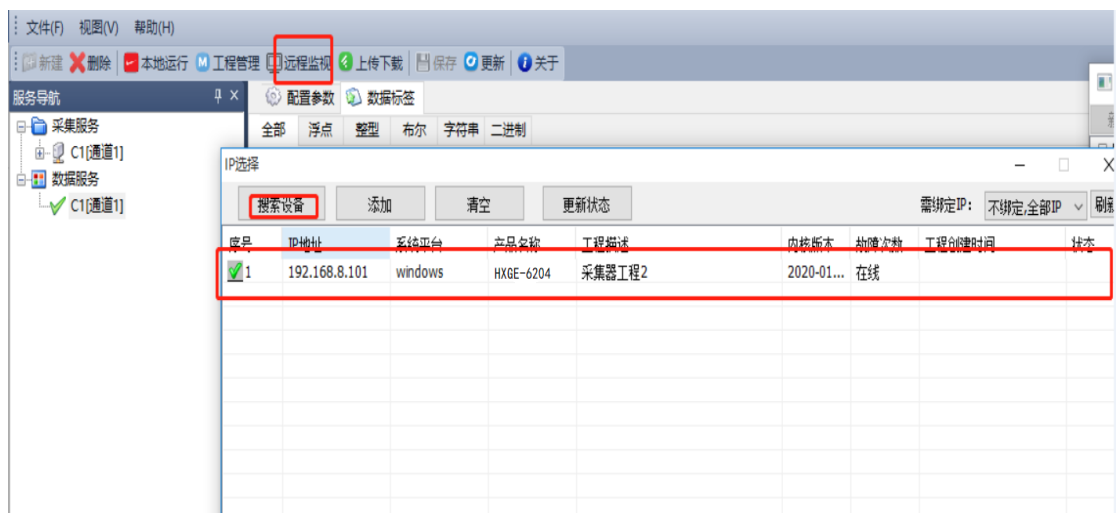 文件(F) 视图(V) 帮助(H)
新建 删除 本地运行 工程管理 远程监视 上传下载 保存 更新 关于
服务导航
采集服务
C1[通道1]
数据服务
C1[通道1]
配置参数 数据标签
全部 浮点 整型 布尔 字符串 二进制
IP选择
搜索设备 添加 清空 更新状态 需绑定IP: 不绑定,全部IP
序号 IP地址 系统平台 产品名称 工程描述 内核版本 故障次数 工程创建时间 状态
1 192.168.8.101 windows HXGE-6204 采集器工程2 2020-01... 在线